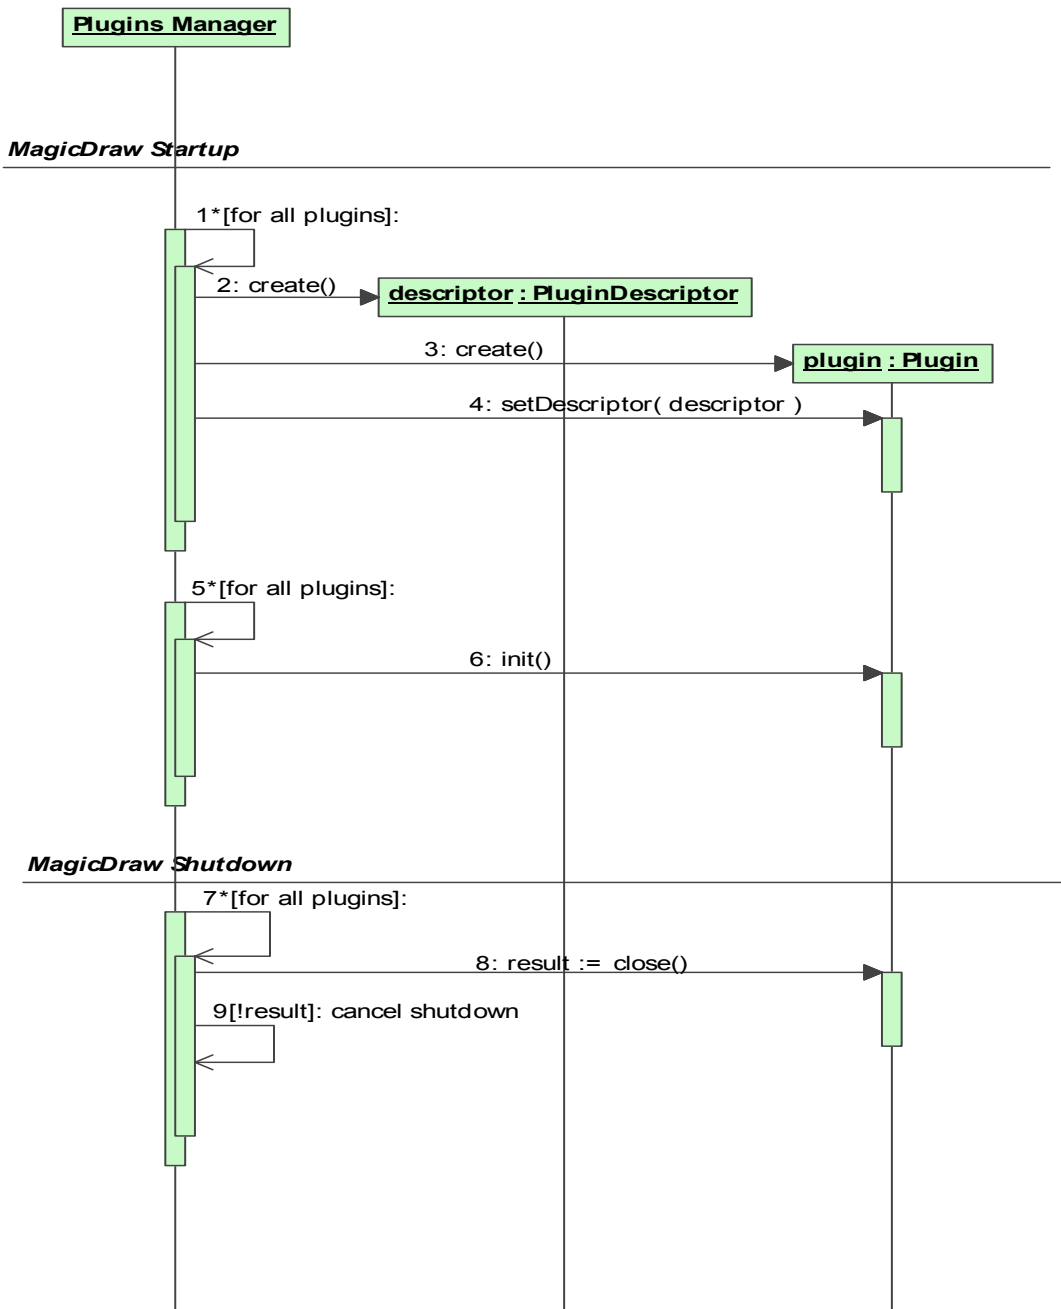 Plugins Manager
MagicDraw Startup
1*[for all plugins]:
2: create()
descriptor : PluginDescriptor
3: create()
plugin : Plugin
4: setDescriptor( descriptor )
5*[for all plugins]:
6: init()
MagicDraw Shutdown
7*[for all plugins]:
8: result := close()
9[!result]: cancel shutdown